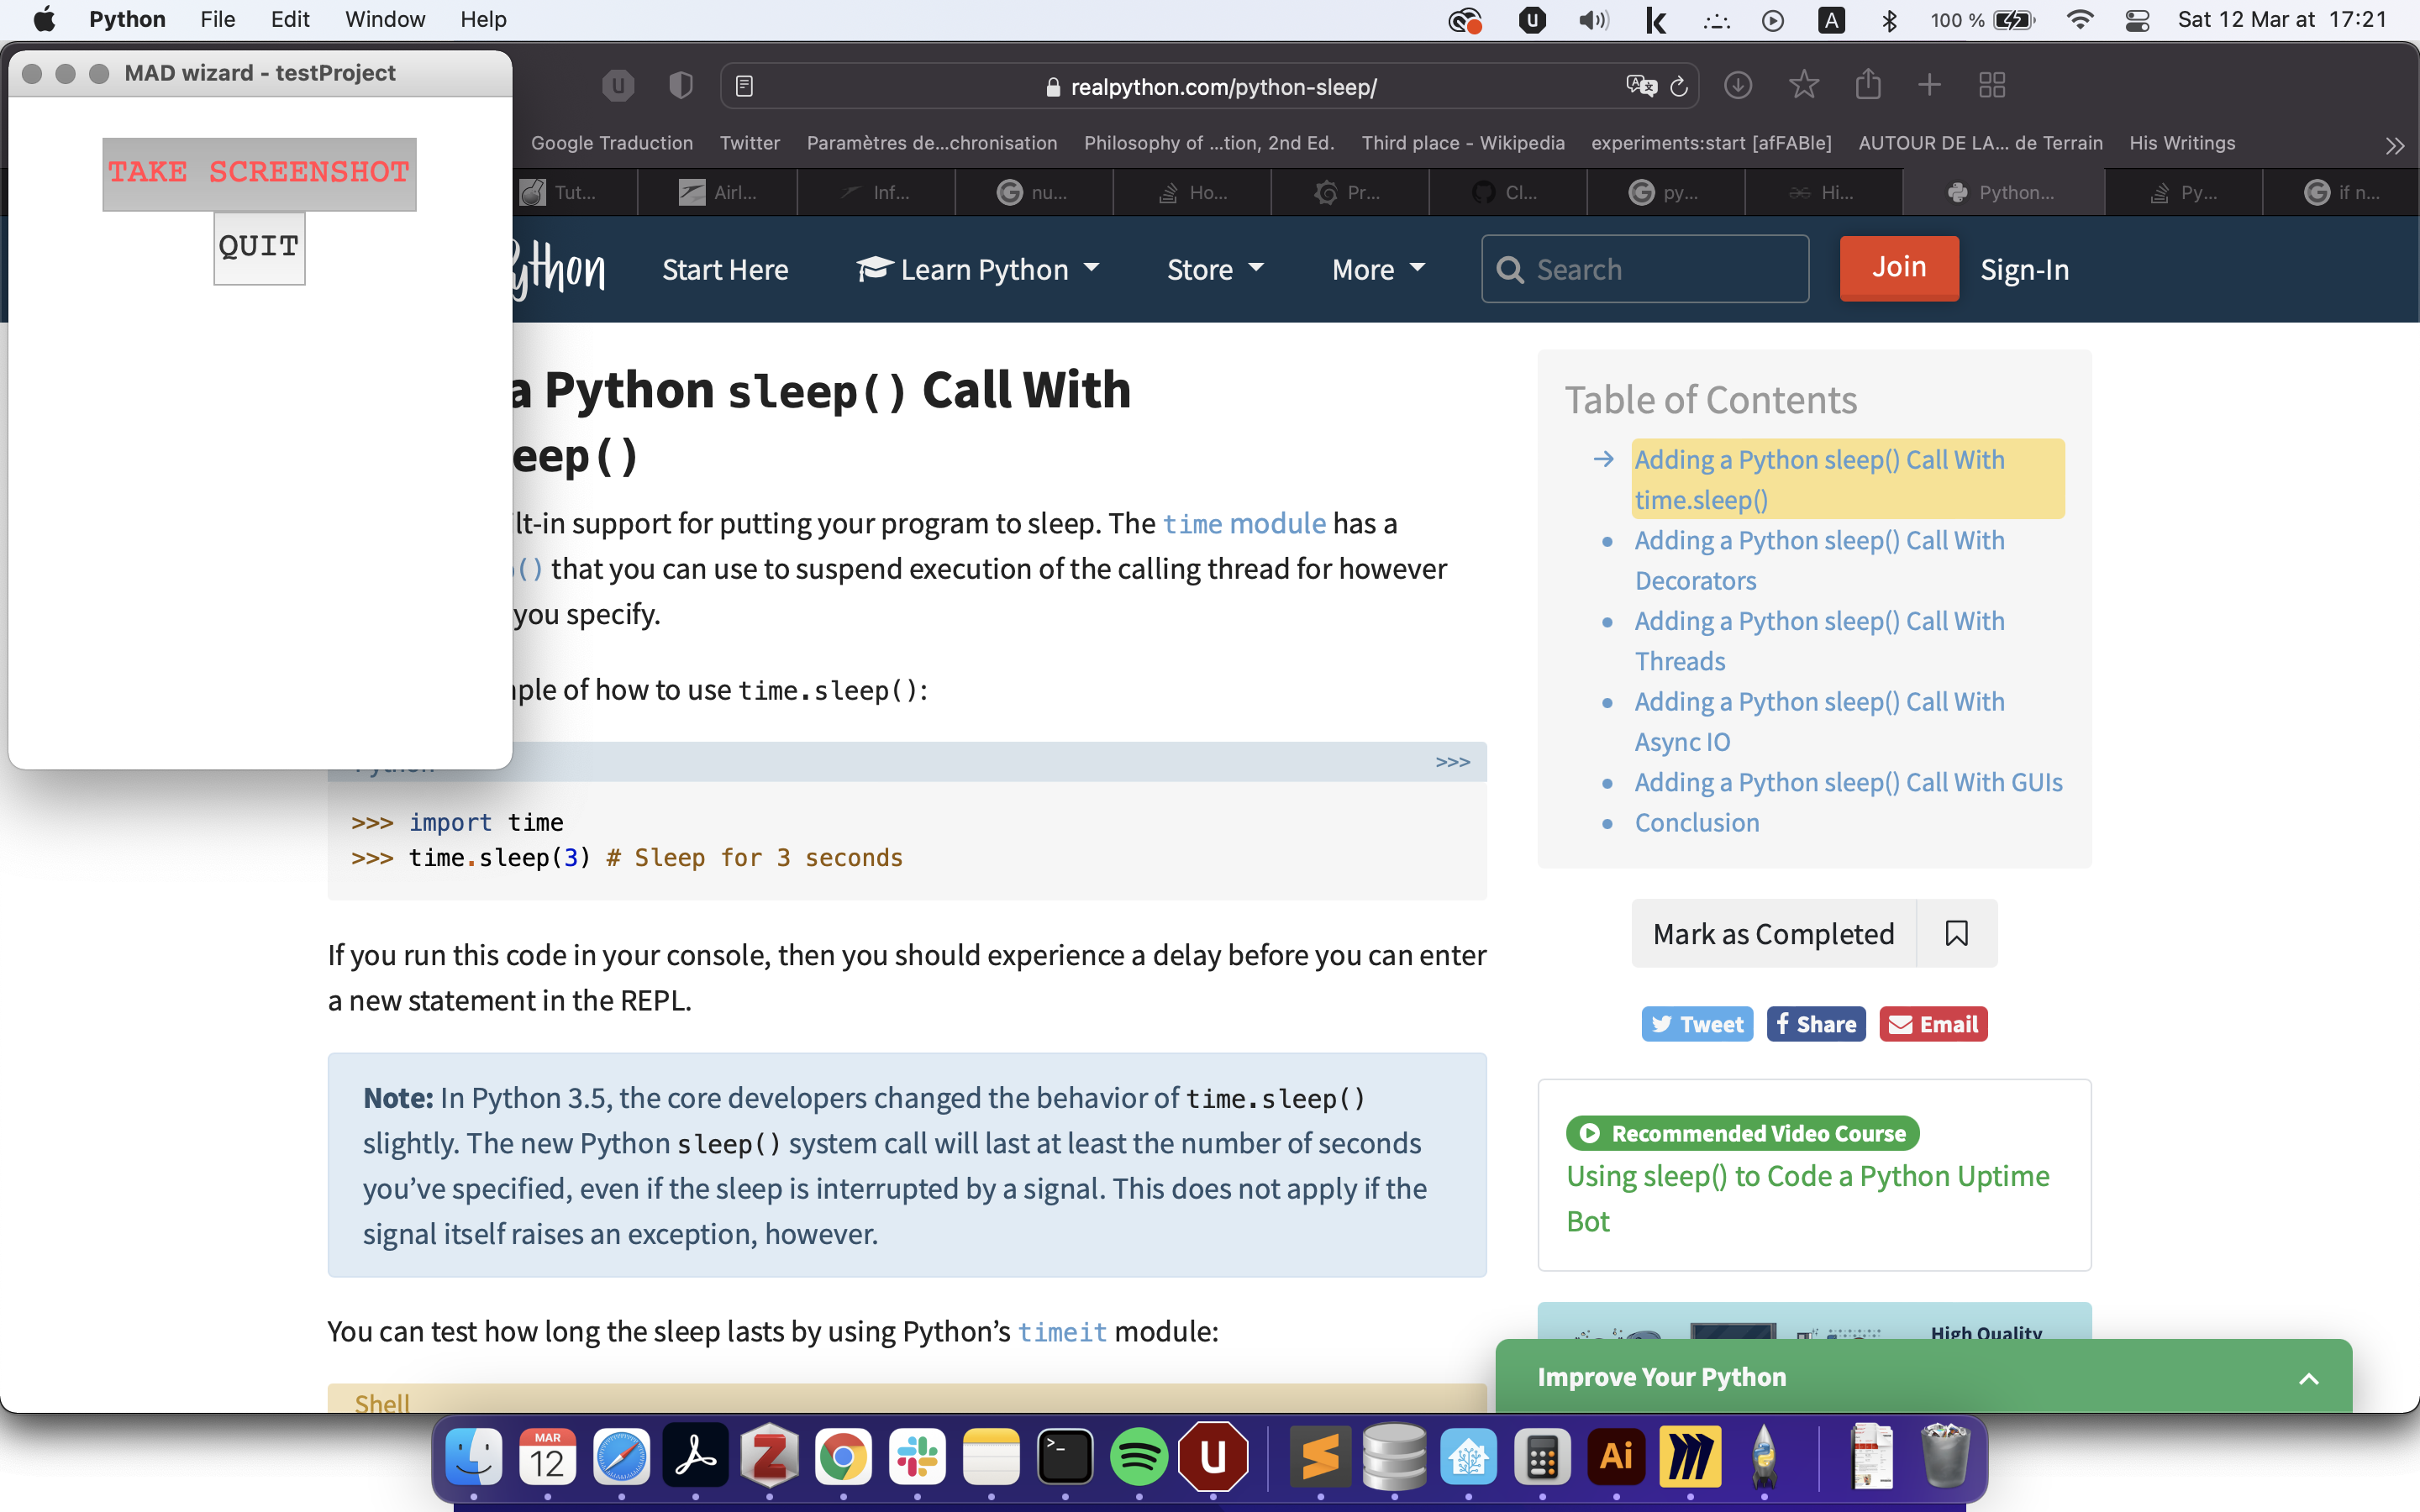 Python File Edit Window Help 100 % Sat 12 Mar at 17:21
MAD wizard - testProject
TAKE SCREENSHOT
QUIT
realpython.com/python-sleep/
Google Traduction Twitter Paramètres de...chronisation Philosophy of ...tion, 2nd Ed. Third place - Wikipedia experiments:start [afFABle] AUTOUR DE LA... de Terrain His Writings
Tut... Airl... Inf... nu... Ho... Pr... Cl... py... Hi... Python... Py... if n...
ython Start Here Learn Python Store More Search Join Sign-In
a Python sleep() Call With
eep()
ilt-in support for putting your program to sleep. The time module has a
() that you can use to suspend execution of the calling thread for however
you specify.
ple of how to use time.sleep():
>>>
>>> import time
>>> time.sleep(3) # Sleep for 3 seconds
If you run this code in your console, then you should experience a delay before you can enter
a new statement in the REPL.
Note: In Python 3.5, the core developers changed the behavior of time.sleep()
slightly. The new Python sleep() system call will last at least the number of seconds
you’ve specified, even if the sleep is interrupted by a signal. This does not apply if the
signal itself raises an exception, however.
You can test how long the sleep lasts by using Python’s timeit module:
Shell
Table of Contents
→ Adding a Python sleep() Call With
time.sleep()
• Adding a Python sleep() Call With
Decorators
• Adding a Python sleep() Call With
Threads
• Adding a Python sleep() Call With
Async IO
• Adding a Python sleep() Call With GUIs
• Conclusion
Mark as Completed
Tweet Share Email
Recommended Video Course
Using sleep() to Code a Python Uptime
Bot
High Quality
Improve Your Python
MAR
12
Ai